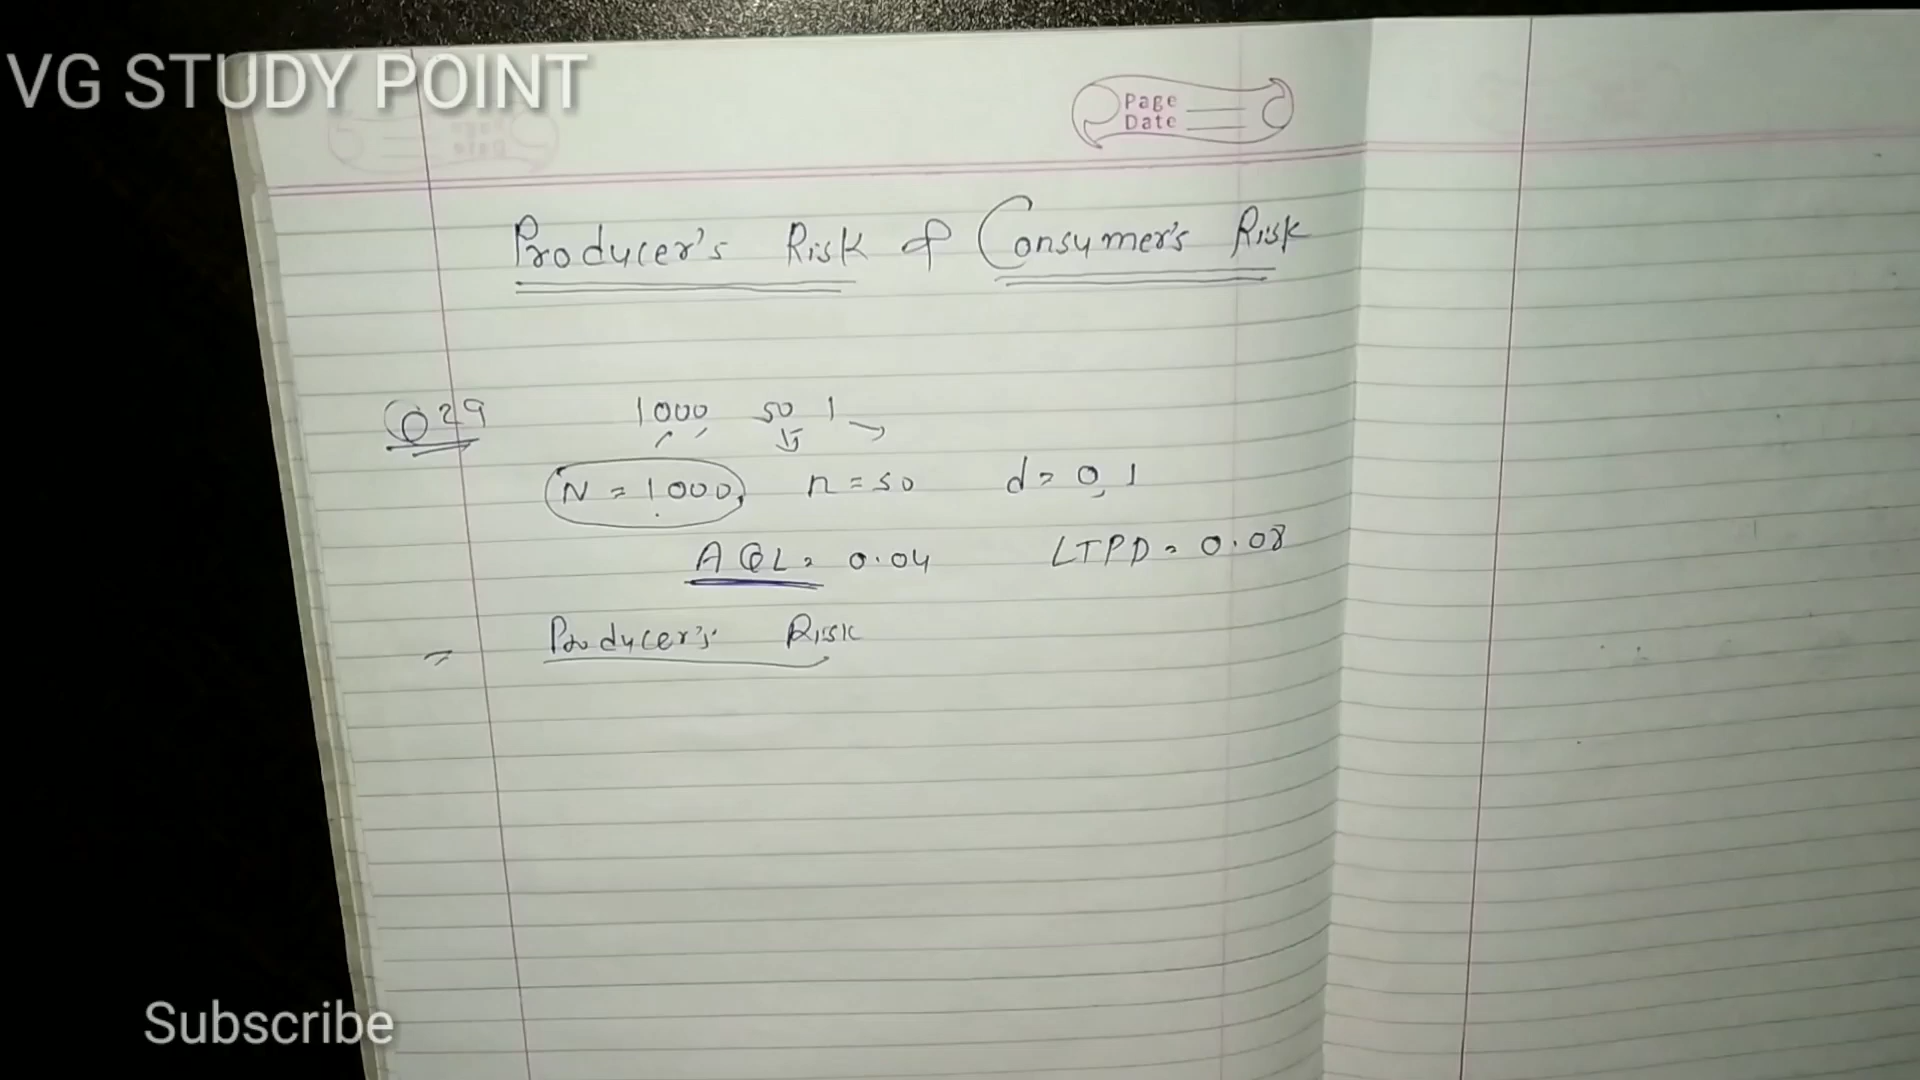 VG STUDY POINT
Page
Date
Producer's Risk & Consumer's Risk
Q29 1000 50 1
N = 1000, n = 50 d = 0, 1
AQL = 0.04 LTPD = 0.08
= Producer's Risk
Subscribe